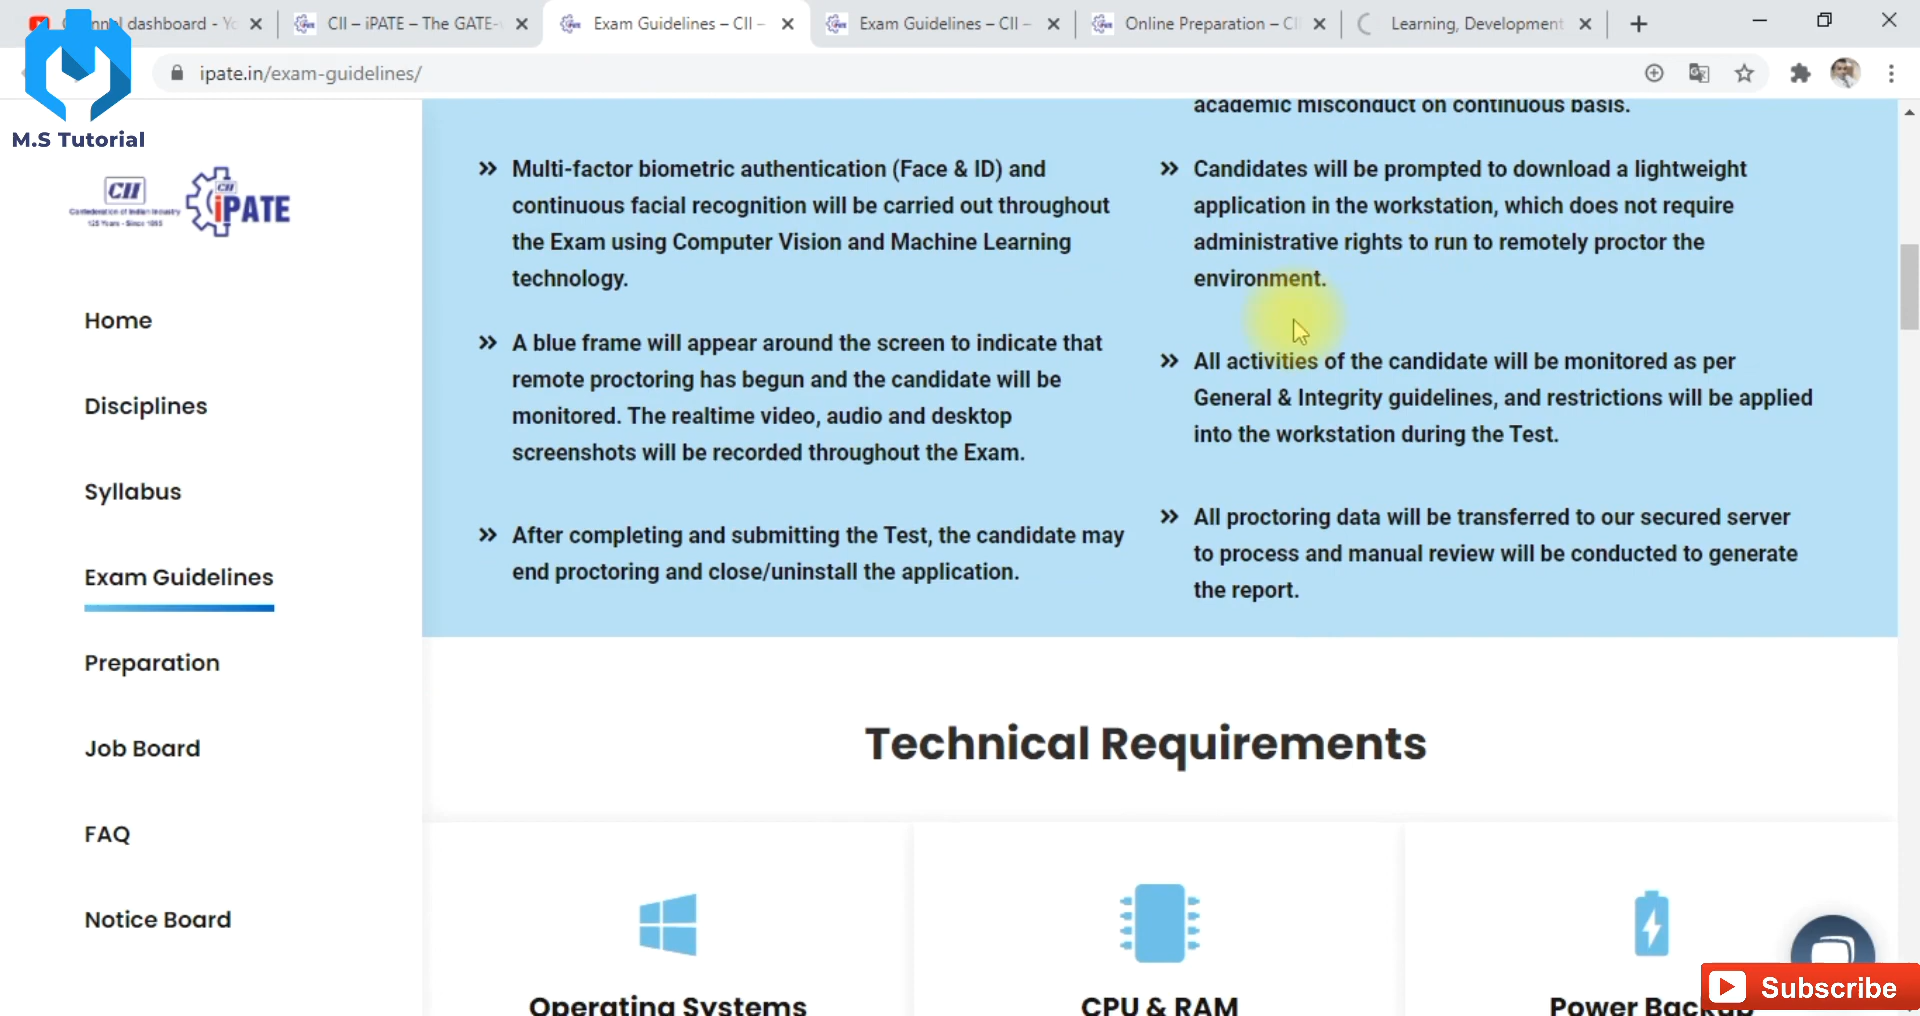 dashboard - Yo
CII – iPATE – The GATE-
Exam Guidelines – CII –
Exam Guidelines – CII –
Online Preparation – CI
Learning, Development
ipate.in/exam-guidelines/
M.S Tutorial
CII
Confederation of Indian Industry
125 Years - Since 1895
CII
iPATE
Home
Disciplines
Syllabus
Exam Guidelines
Preparation
Job Board
FAQ
Notice Board
academic misconduct on continuous basis.
Multi-factor biometric authentication (Face & ID) and
continuous facial recognition will be carried out throughout
the Exam using Computer Vision and Machine Learning
technology.
Candidates will be prompted to download a lightweight
application in the workstation, which does not require
administrative rights to run to remotely proctor the
environment.
A blue frame will appear around the screen to indicate that
remote proctoring has begun and the candidate will be
monitored. The realtime video, audio and desktop
screenshots will be recorded throughout the Exam.
All activities of the candidate will be monitored as per
General & Integrity guidelines, and restrictions will be applied
into the workstation during the Test.
After completing and submitting the Test, the candidate may
end proctoring and close/uninstall the application.
All proctoring data will be transferred to our secured server
to process and manual review will be conducted to generate
the report.
Technical Requirements
Operating Systems
CPU & RAM
Power Backup
Subscribe